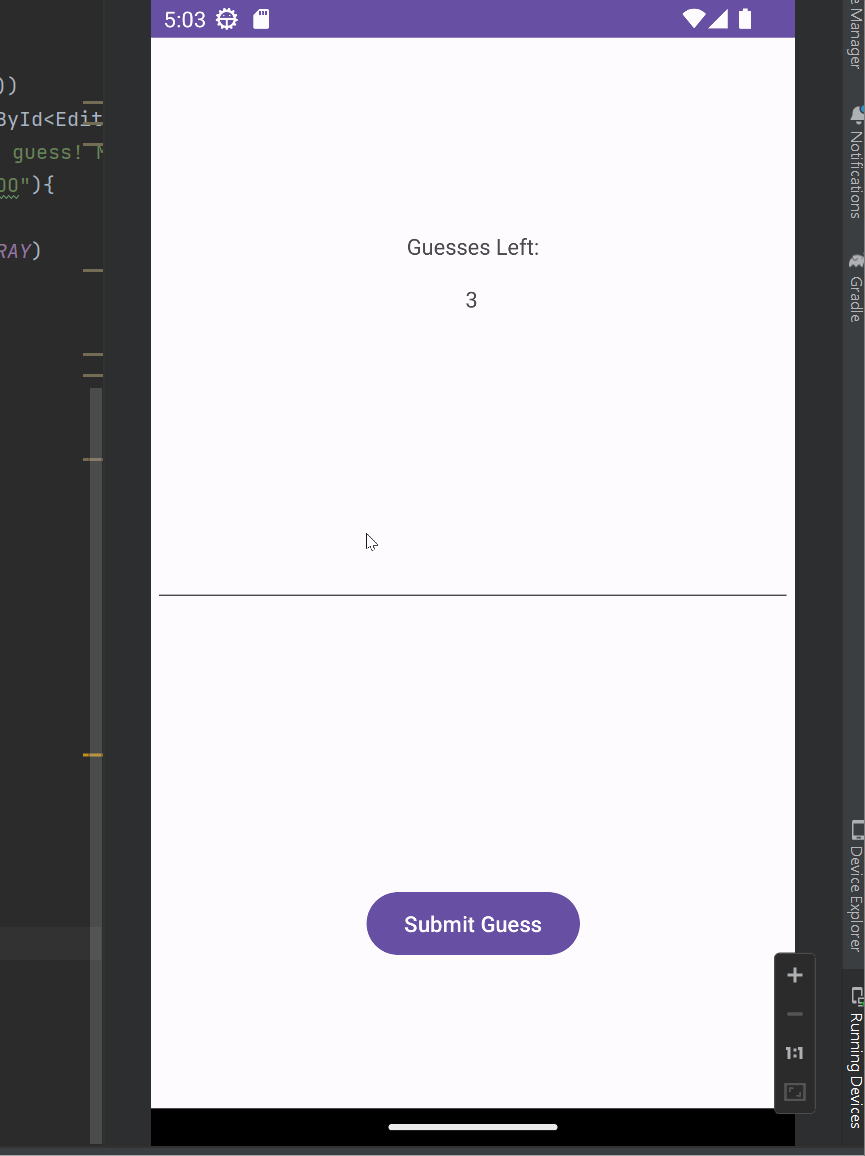 5:03
))
ById<Edit
guess! M
OO"){
RAY)
Guesses Left:
3
Submit Guess
e Manager
Notifications
Gradle
Device Explorer
Running Devices
1:1